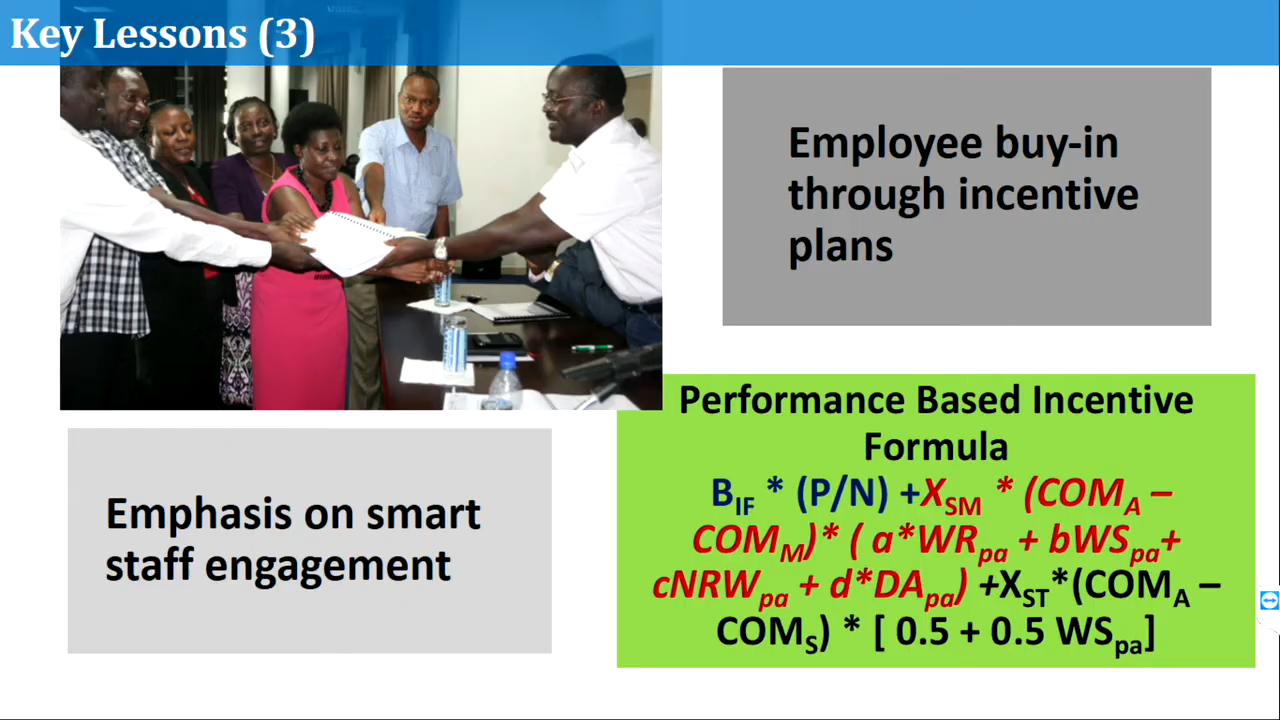 Key Lessons (3)
Employee buy-in
through incentive
plans
Performance Based Incentive
Formula
B_IF * (P/N) +X_SM * (COM_A –
COM_M)* ( a*WR_pa + bWS_pa+
cNRW_pa + d*DA_pa) +X_ST*(COM_A –
COM_S) * [ 0.5 + 0.5 WS_pa]
Emphasis on smart
staff engagement